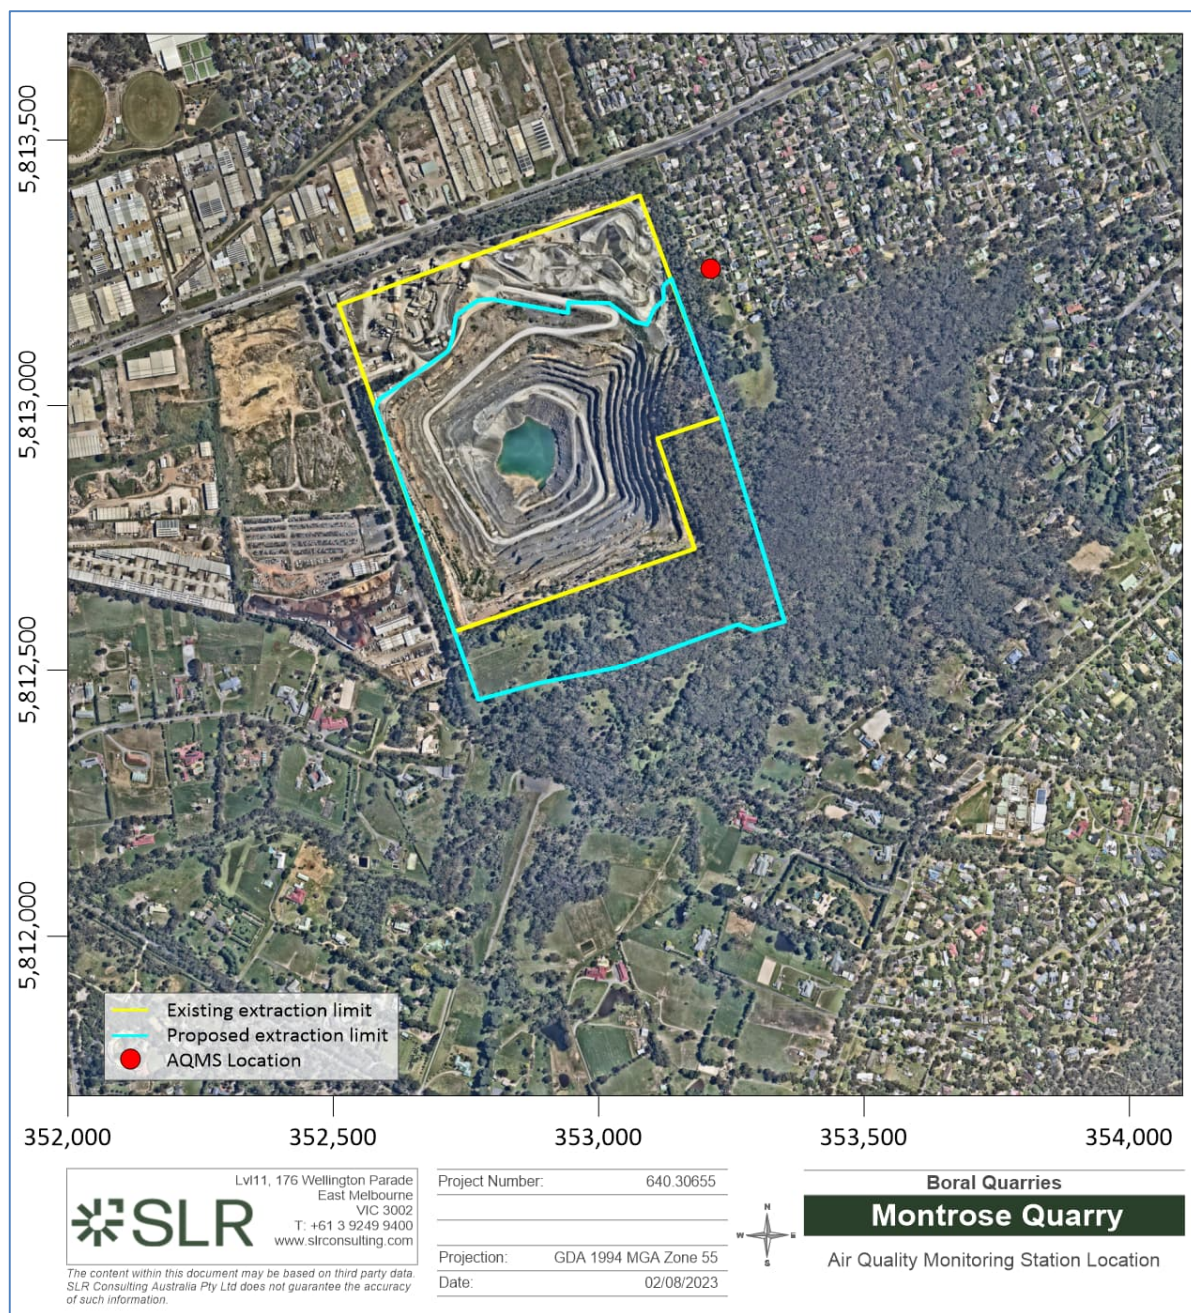 5,813,500
5,813,000
5,812,500
5,812,000
Existing extraction limit
Proposed extraction limit
AQMS Location
352,000
352,500
353,000
353,500
354,000
SLR
Lvl11, 176 Wellington Parade
East Melbourne
VIC 3002
T: +61 3 9249 9400
www.slrconsulting.com
The content within this document may be based on third party data.
SLR Consulting Australia Pty Ltd does not guarantee the accuracy
of such information.
Project Number: 640.30655
Projection: GDA 1994 MGA Zone 55
Date: 02/08/2023
N
W E
S
Boral Quarries
Montrose Quarry
Air Quality Monitoring Station Location